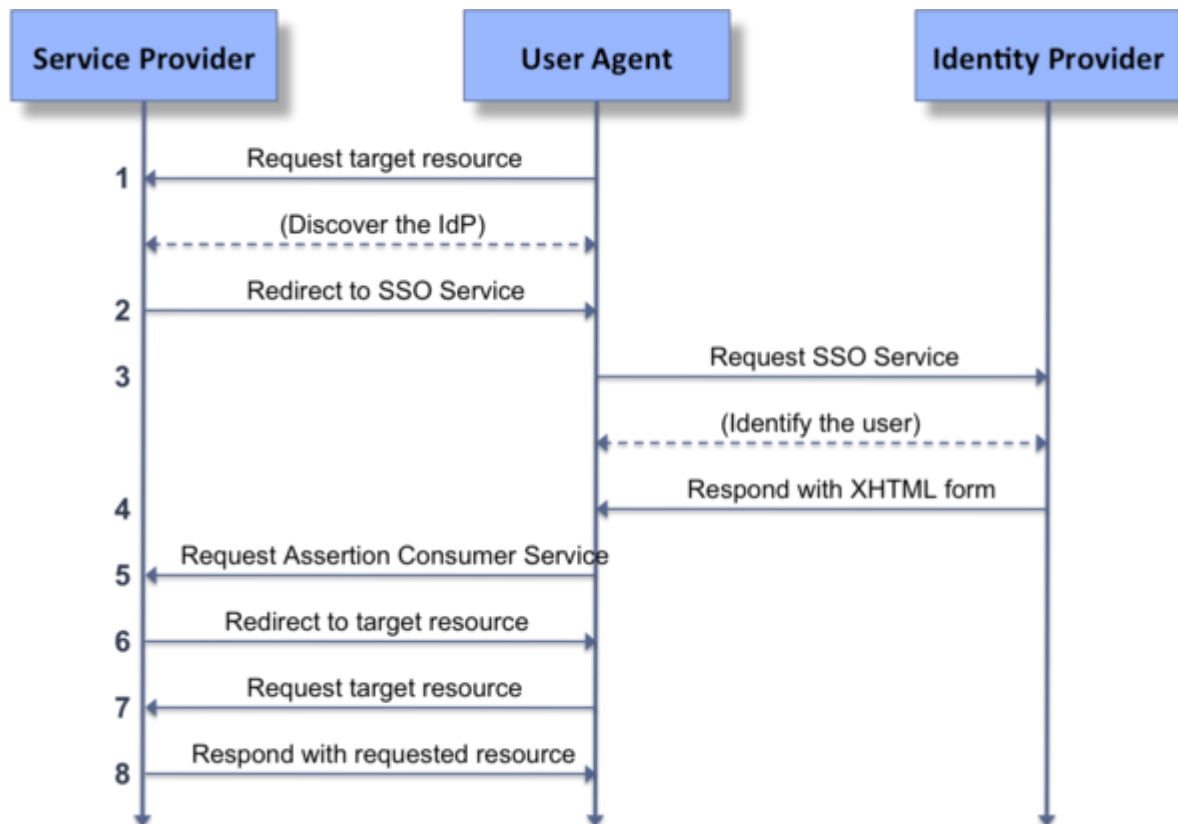 Service Provider
User Agent
Identity Provider
Request target resource
1
(Discover the IdP)
Redirect to SSO Service
2
Request SSO Service
3
(Identify the user)
Respond with XHTML form
4
Request Assertion Consumer Service
5
Redirect to target resource
6
Request target resource
7
Respond with requested resource
8